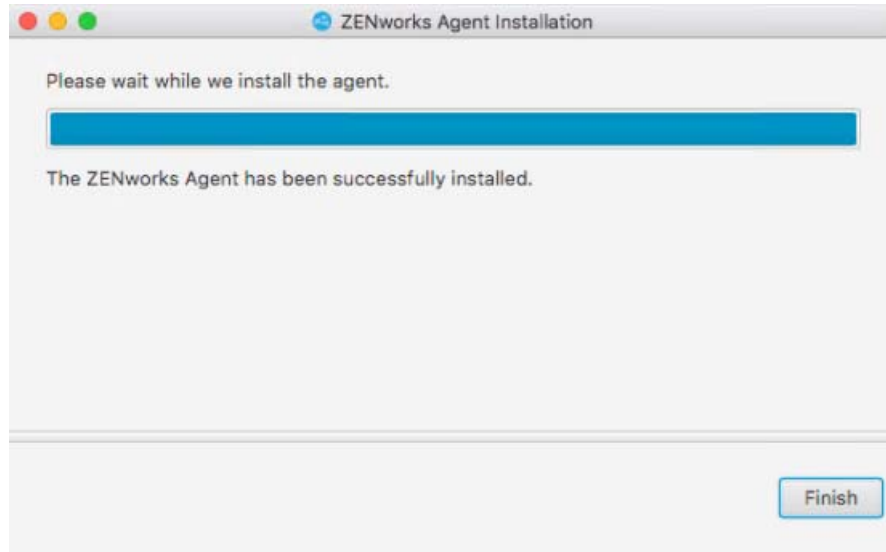 ZENworks Agent Installation
Please wait while we install the agent.
The ZENworks Agent has been successfully installed.
Finish